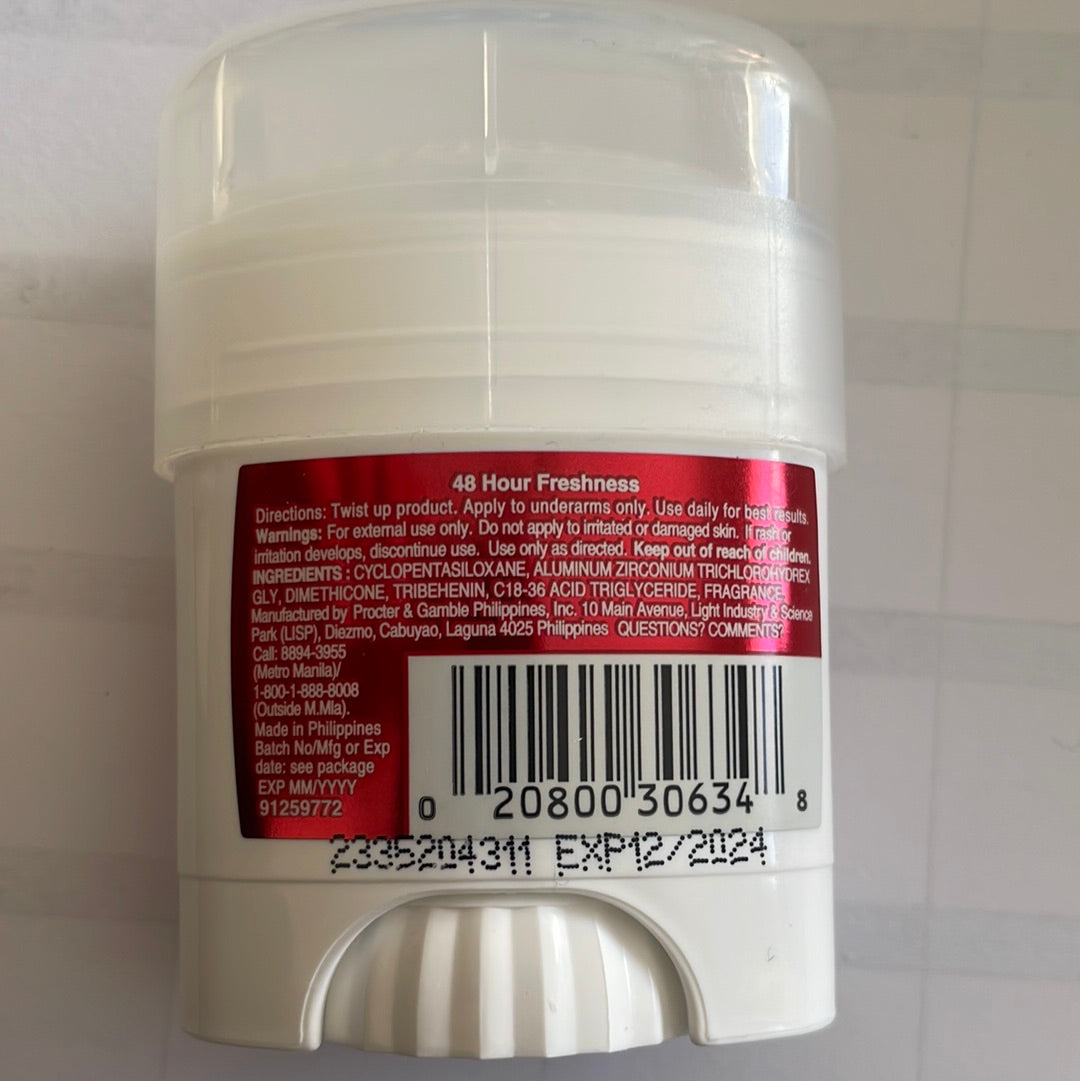 48 Hour Freshness
Directions: Twist up product. Apply to underarms only. Use daily for best results.
Warnings: For external use only. Do not apply to irritated or damaged skin. If rash or
irritation develops, discontinue use. Use only as directed. Keep out of reach of children.
INGREDIENTS : CYCLOPENTASILOXANE, ALUMINUM ZIRCONIUM TRICHLOROHYDREX
GLY, DIMETHICONE, TRIBEHENIN, C18-36 ACID TRIGLYCERIDE, FRAGRANCE.
Manufactured by Procter & Gamble Philippines, Inc. 10 Main Avenue, Light Industry & Science
Park (LISP), Diezmo, Cabuyao, Laguna 4025 Philippines QUESTIONS? COMMENTS?
Call: 8894-3955
(Metro Manila)/
1-800-1-888-8008
(Outside M.Mla).
Made in Philippines
Batch No/Mfg or Exp
date: see package
EXP MM/YYYY
91259772
0 20800 30634 8
2335204311 EXP12/2024